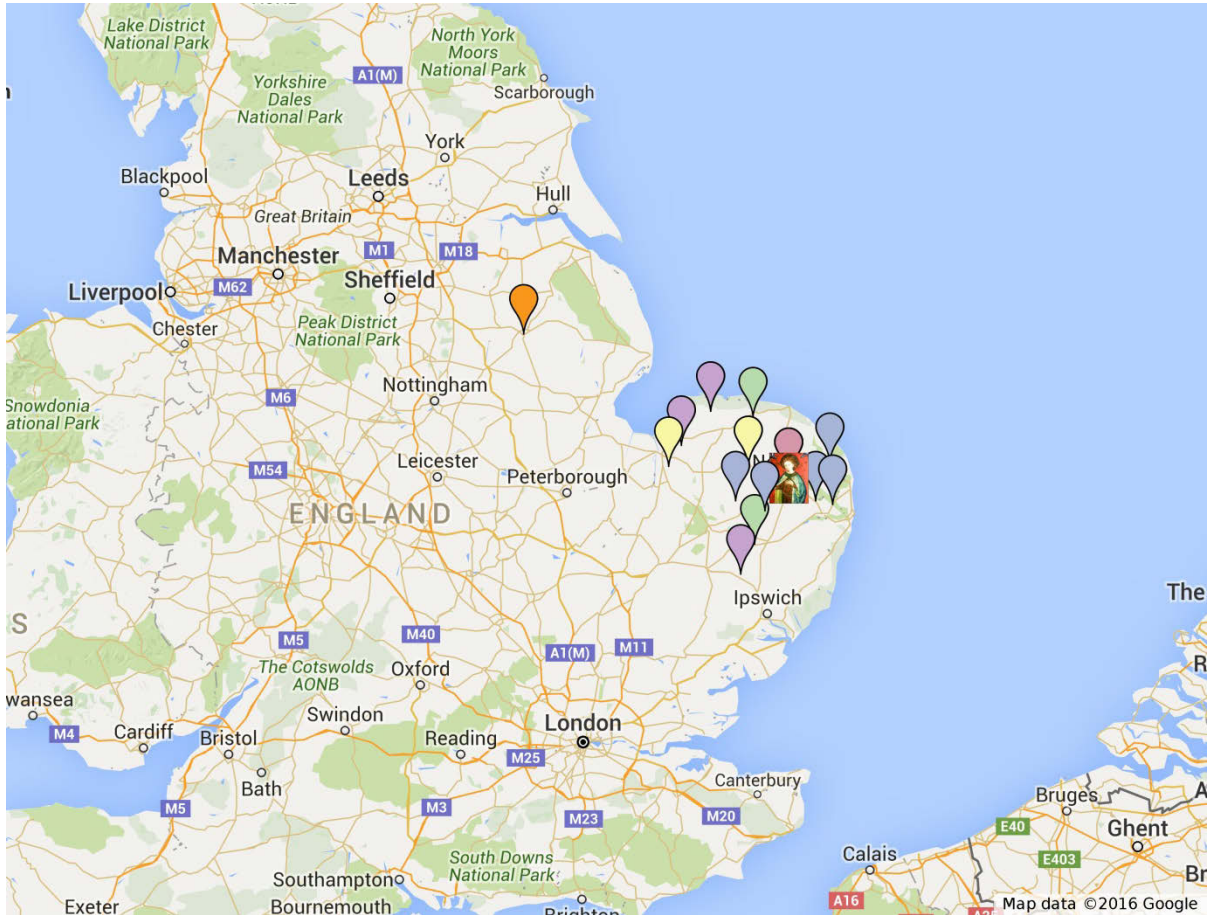 Lake District
National Park
North York
Moors
National Park
A1(M)
Scarborough
Yorkshire
Dales
National Park
York
Blackpool
Leeds
Hull
Great Britain
Manchester
M1
M18
Liverpool
M62
Sheffield
Chester
Peak District
National Park
Nottingham
M6
Snowdonia
ational Park
M54
Leicester
Peterborough
N
ENGLAND
Ipswich
The
S
M5
M40
A1(M)
M11
The Cotswolds
AONB
Oxford
R
wansea
Swindon
London
M4
Cardiff
Bristol
Reading
M25
Bath
Canterbury
M5
M3
M23
M20
Bruges
A
E40
Ghent
South Downs
National Park
Calais
E403
Southampton
Br
Exeter
Bournemouth
Brighton
A16
Map data ©2016 Google